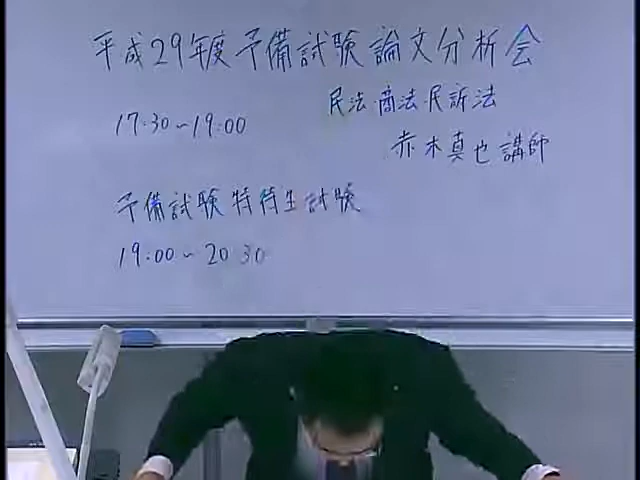 平成29年度予備試験論文分析会
民法・商法・民訴法
17:30~19:00
赤木真也講師
予備試験特待生試験
19:00~20:30